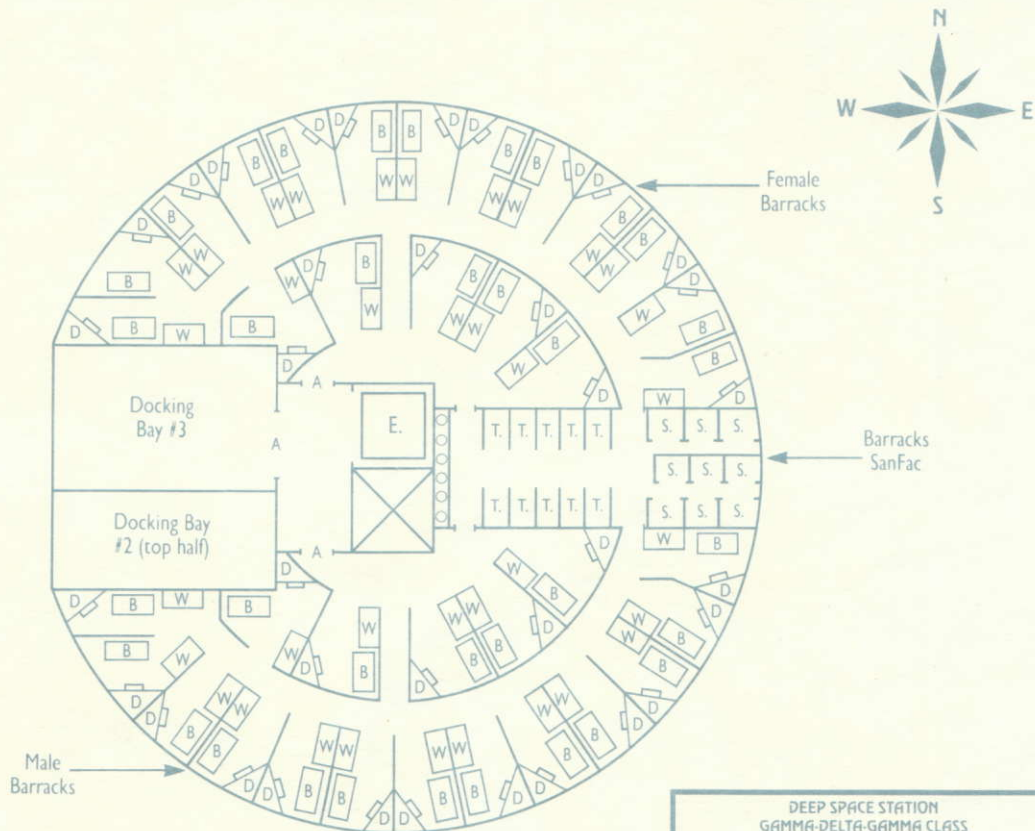 N
W E
S
D D D D
B B
B B B B
D D D D
W W
Female
Barracks
W W W W
D B B B
W W W W
D D
B D B D B B
W W W W D W
D B W B B B
B
D W
A D D W
Docking
Bay #3
E.
T. T. T. T. T.
S. S. S.
A
Barracks
SanFac
S. S. S.
T. T. T. T. T.
S. S. S.
Docking Bay
#2 (top half)
A
W B
D
D W
D B W B B D D
W W W W B
B W W D B B B
D D D B B D
W W D D
B B W W W W W W B B D D
D D B B D D B B D D
Male
Barracks
DEEP SPACE STATION
GAMMA-DELTA-GAMMA CLASS